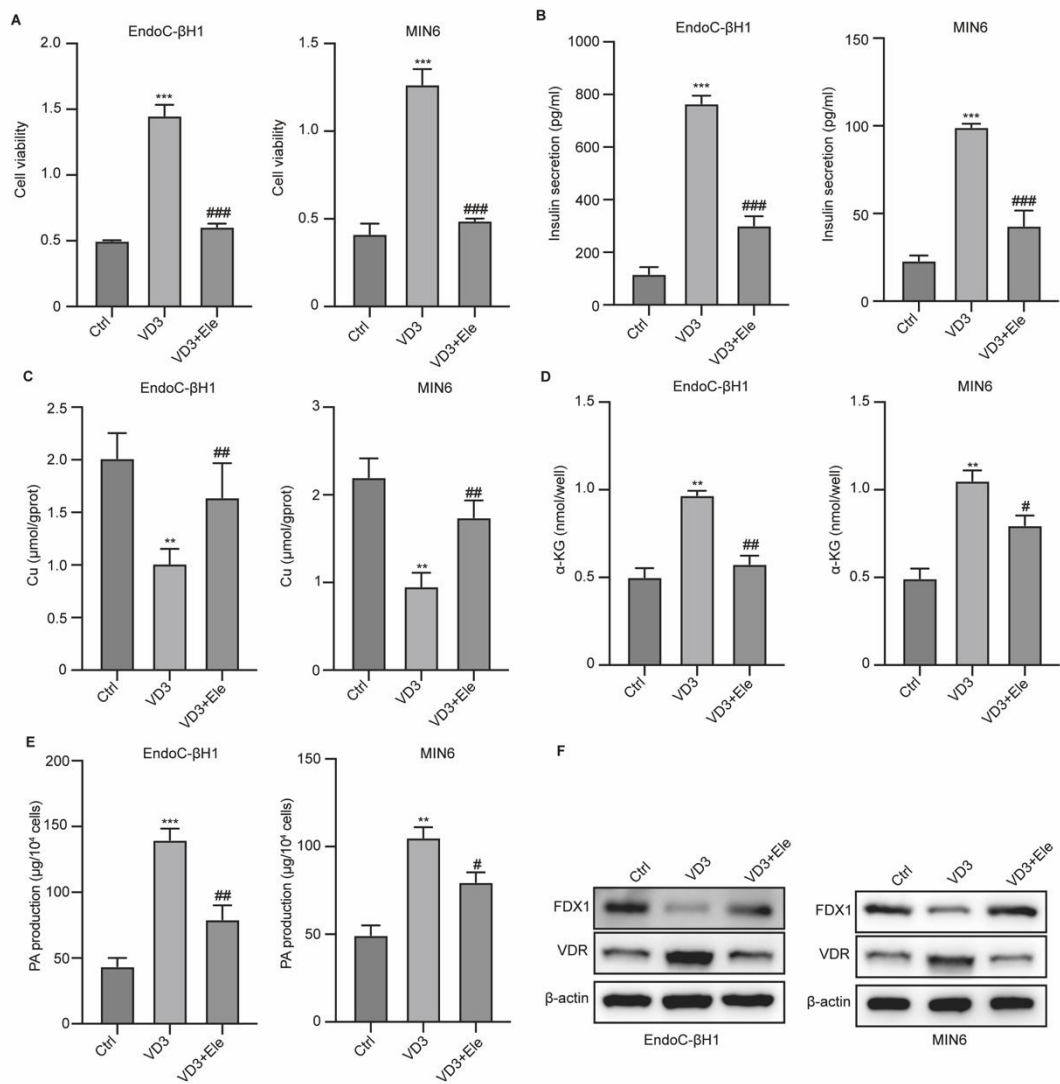 A
EndoC-βH1
Cell viability
2.0
1.5
1.0
0.5
0
***
###
Ctrl
VD3
VD3+Ele
MIN6
Cell viability
1.5
1.0
0.5
0
***
###
Ctrl
VD3
VD3+Ele
B
EndoC-βH1
Insulin secretion (pg/ml)
1000
800
600
400
200
0
***
###
Ctrl
VD3
VD3+Ele
MIN6
Insulin secretion (pg/ml)
150
100
50
0
***
###
Ctrl
VD3
VD3+Ele
C
EndoC-βH1
Cu (μmol/gprot)
2.5
2.0
1.5
1.0
0.5
0
**
##
Ctrl
VD3
VD3+Ele
MIN6
Cu (μmol/gprot)
3
2
1
0
**
##
Ctrl
VD3
VD3+Ele
D
EndoC-βH1
α-KG (nmol/well)
1.5
1.0
0.5
0
**
##
Ctrl
VD3
VD3+Ele
MIN6
α-KG (nmol/well)
1.5
1.0
0.5
0
**
#
Ctrl
VD3
VD3+Ele
E
EndoC-βH1
PA production (μg/10⁴ cells)
200
150
100
50
0
***
##
Ctrl
VD3
VD3+Ele
MIN6
PA production (μg/10⁴ cells)
150
100
50
0
**
#
Ctrl
VD3
VD3+Ele
F
Ctrl
VD3
VD3+Ele
FDX1
VDR
β-actin
EndoC-βH1
Ctrl
VD3
VD3+Ele
FDX1
VDR
β-actin
MIN6